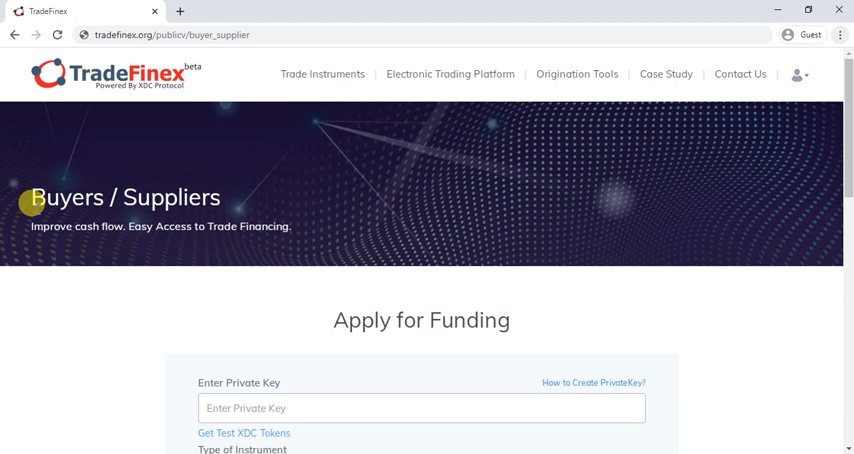 TradeFinex
tradefinex.org/publicv/buyer_supplier
Guest
TradeFinex beta
Powered By XDC Protocol
Trade Instruments | Electronic Trading Platform | Origination Tools | Case Study | Contact Us |
Buyers / Suppliers
Improve cash flow. Easy Access to Trade Financing.
Apply for Funding
Enter Private Key How to Create PrivateKey?
Enter Private Key
Get Test XDC Tokens
Type of Instrument